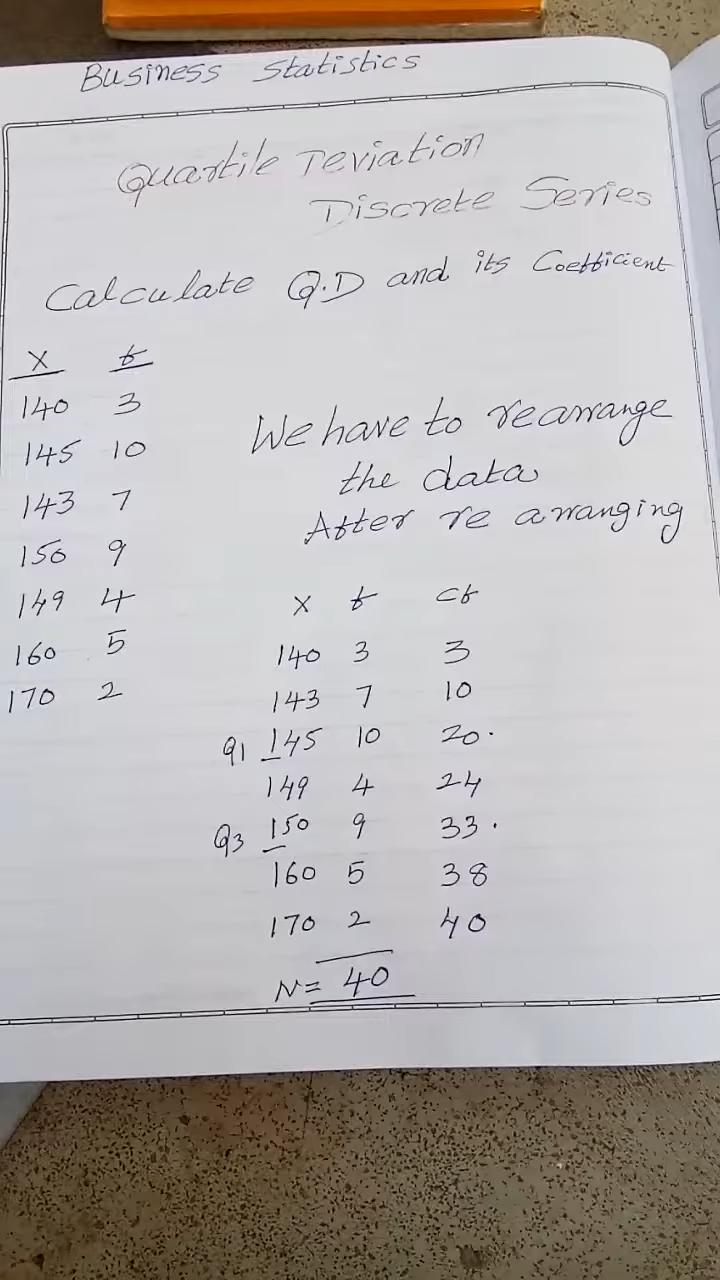 Business Statistics
Quartile Teviation
Discrete Series
Calculate Q.D and its Coefficient
X f
140 3
145 10
143 7
150 9
149 4
160 5
170 2
We have to rearrange
the data
After re arranging
X f cf
140 3 3
143 7 10
Q1 145 10 20.
149 4 24
Q3 150 9 33.
160 5 38
170 2 40
N= 40